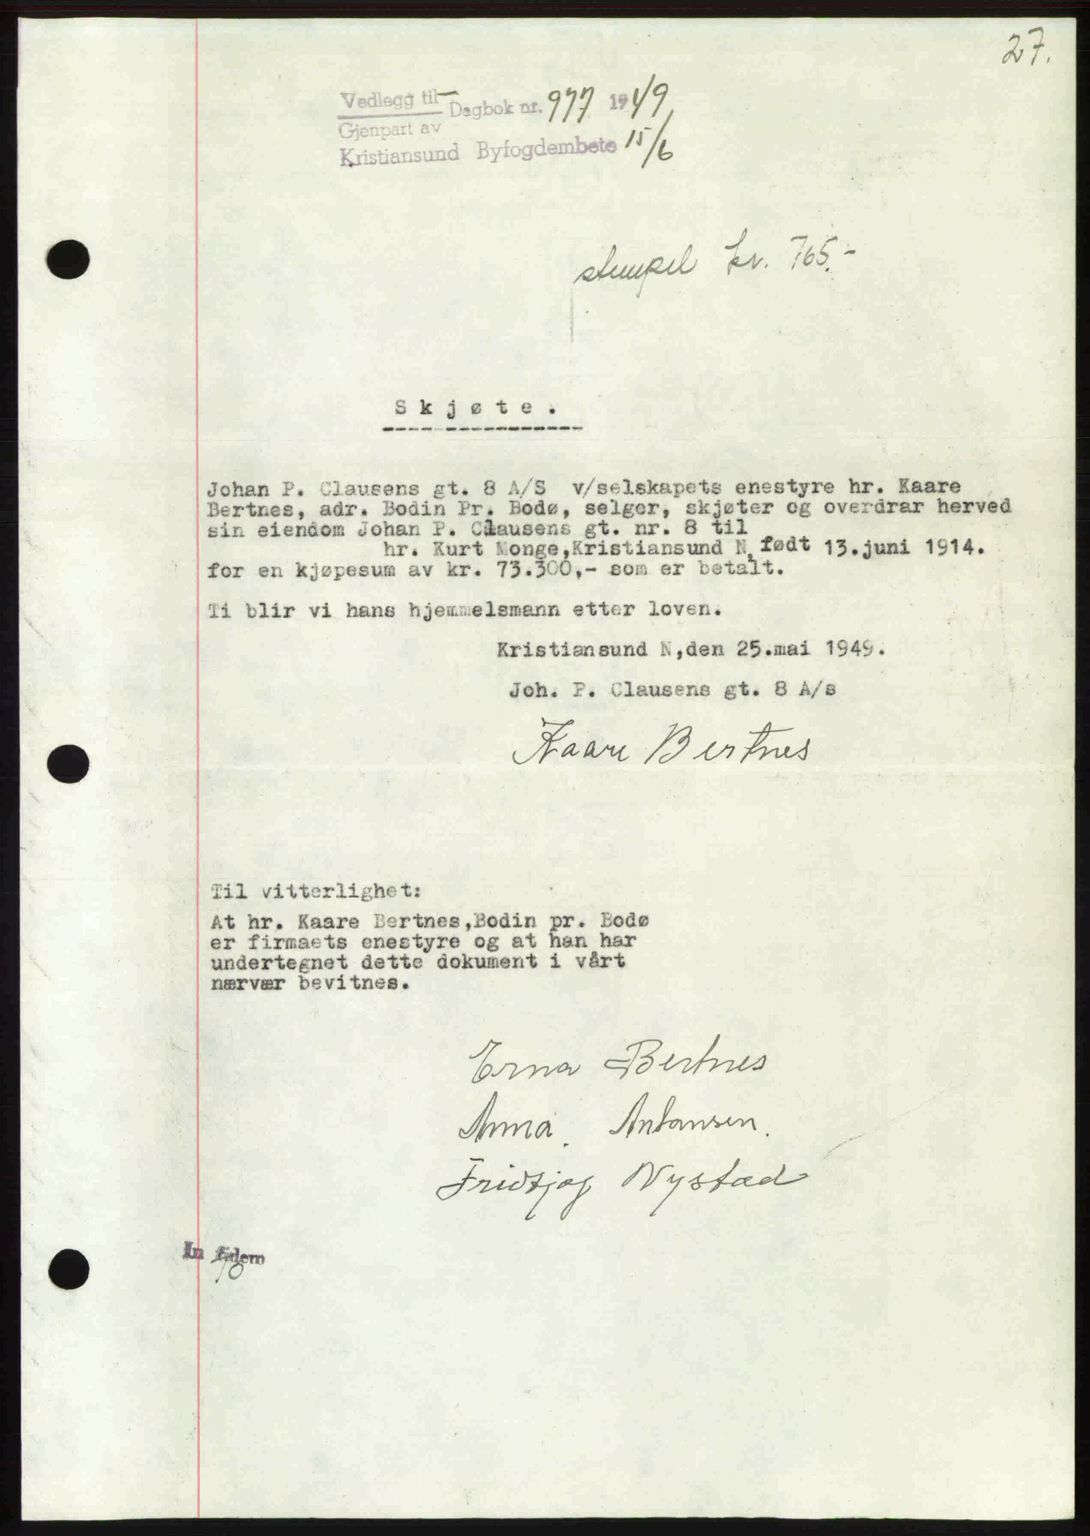 27.
Vedlegg til
Gjenpart av
Dagbok nr. 977 1949
Kristiansund Byfogdembete 15/6
stempel kr. 765.-
Skjøte.
Johan P. Clausens gt. 8 A/S v/selskapets enestyre hr. Kaare
Bertnes, adr. Bodin Pr. Bodø, selger, skjøter og overdrar herved
sin eiendom Johan P. Clausens gt. nr. 8 til
hr. Kurt Monge,Kristiansund N, født 13.juni 1914.
for en kjøpesum av kr. 73.300,- som er betalt.
Ti blir vi hans hjemmelsmann etter loven.
Kristiansund N,den 25.mai 1949.
Joh. P. Clausens gt. 8 A/s
Kaare Bertnes
Til vitterlighet:
At hr. Kaare Bertnes,Bodin pr. Bodø
er firmaets enestyre og at han har
undertegnet dette dokument i vårt
nærvær bevitnes.
Erna Bertnes
Anna Antonsen.
Fridtjog Nystad
In fidem